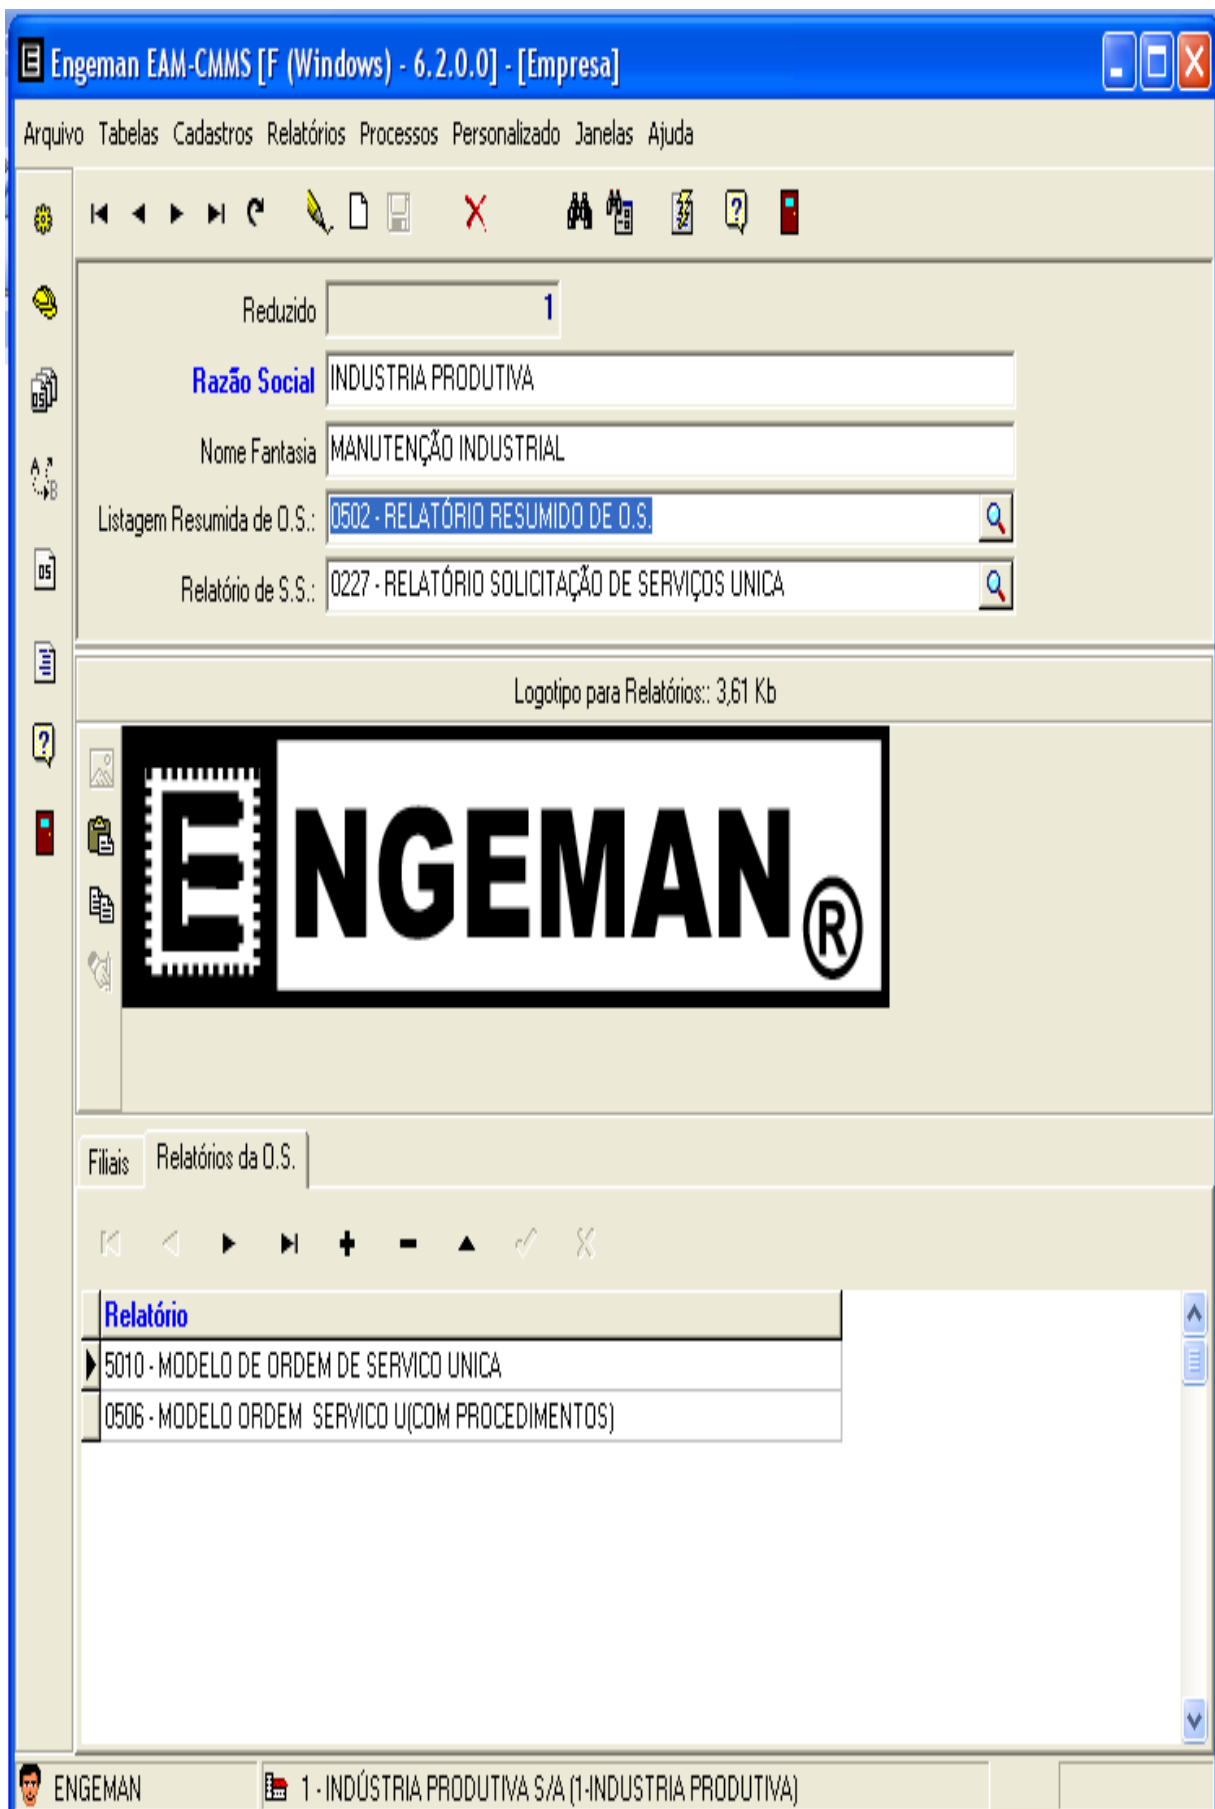 Engeman EAM-CMMS [F (Windows) - 6.2.0.0] - [Empresa]
Arquivo Tabelas Cadastros Relatórios Processos Personalizado Janelas Ajuda
Reduzido 1
Razão Social INDUSTRIA PRODUTIVA
Nome Fantasia MANUTENÇÃO INDUSTRIAL
Listagem Resumida de O.S.: 0502 - RELATÓRIO RESUMIDO DE O.S.
Relatório de S.S.: 0227 - RELATÓRIO SOLICITAÇÃO DE SERVIÇOS UNICA
Logotipo para Relatórios:: 3,61 Kb
ENGEMAN®
Filiais Relatórios da O.S.
Relatório
5010 - MODELO DE ORDEM DE SERVICO UNICA
0506 - MODELO ORDEM  SERVICO U(COM PROCEDIMENTOS)
ENGEMAN 1 - INDÚSTRIA PRODUTIVA S/A (1-INDUSTRIA PRODUTIVA)